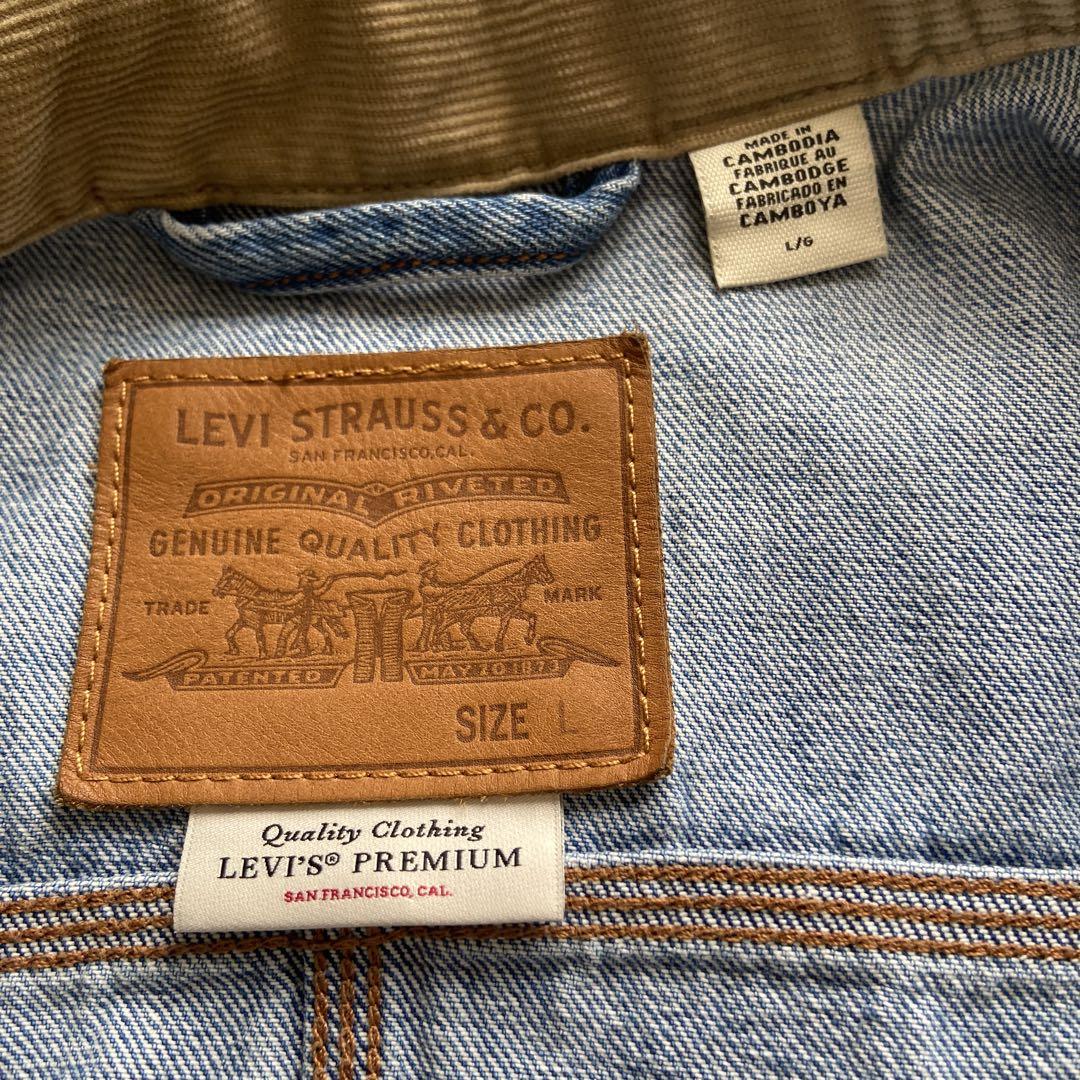 MADE IN
CAMBODIA
FABRIQUE AU
CAMBODGE
FABRICADO EN
CAMBOYA
L/G
LEVI STRAUSS & CO.
SAN FRANCISCO, CAL.
ORIGINAL RIVETED
GENUINE QUALITY CLOTHING
TRADE MARK
PATENTED MAY 20 1873
SIZE L
Quality Clothing
LEVI'S® PREMIUM
SAN FRANCISCO, CAL.